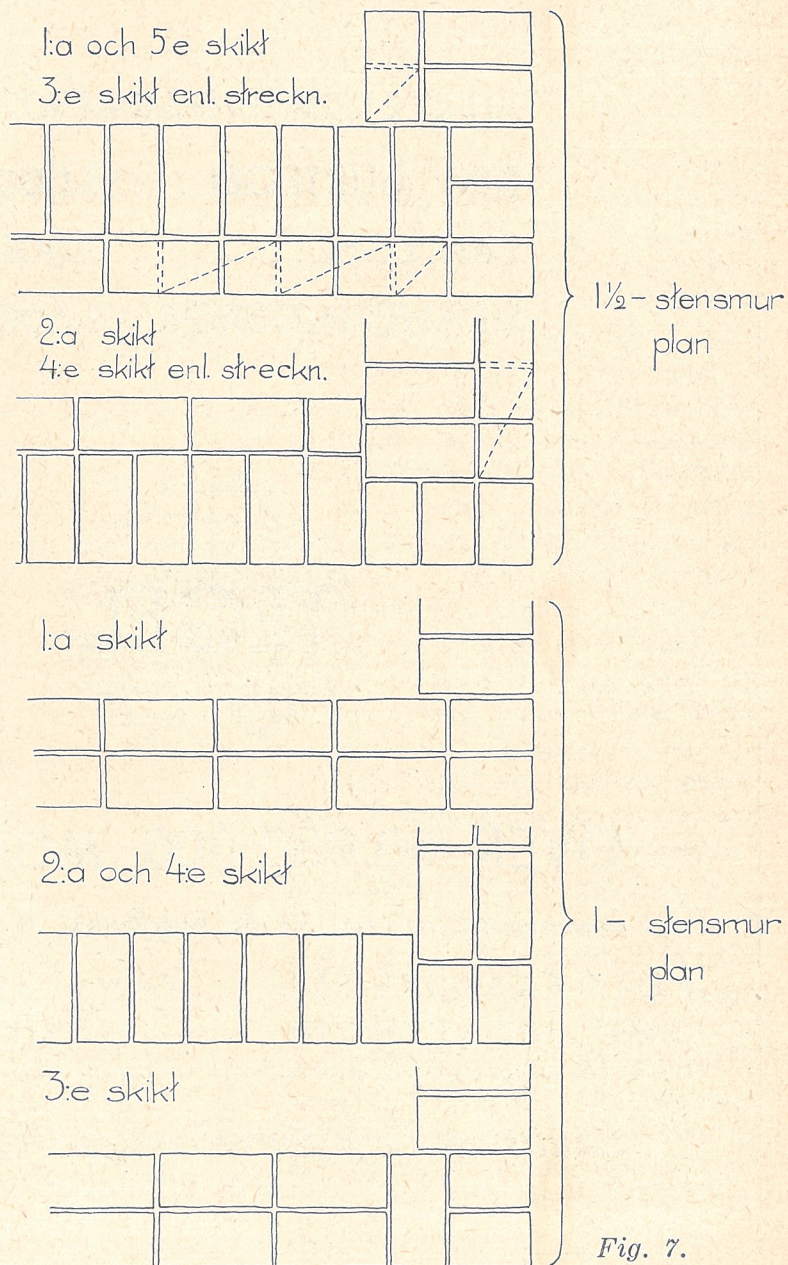 1:a och 5e skikt
3:e skikt enl. streckn.
1½-stensmur
plan
2:a skikt
4:e skikt enl. streckn.
1:a skikt
2:a och 4:e skikt
1- stensmur
plan
3:e skikt
Fig. 7.